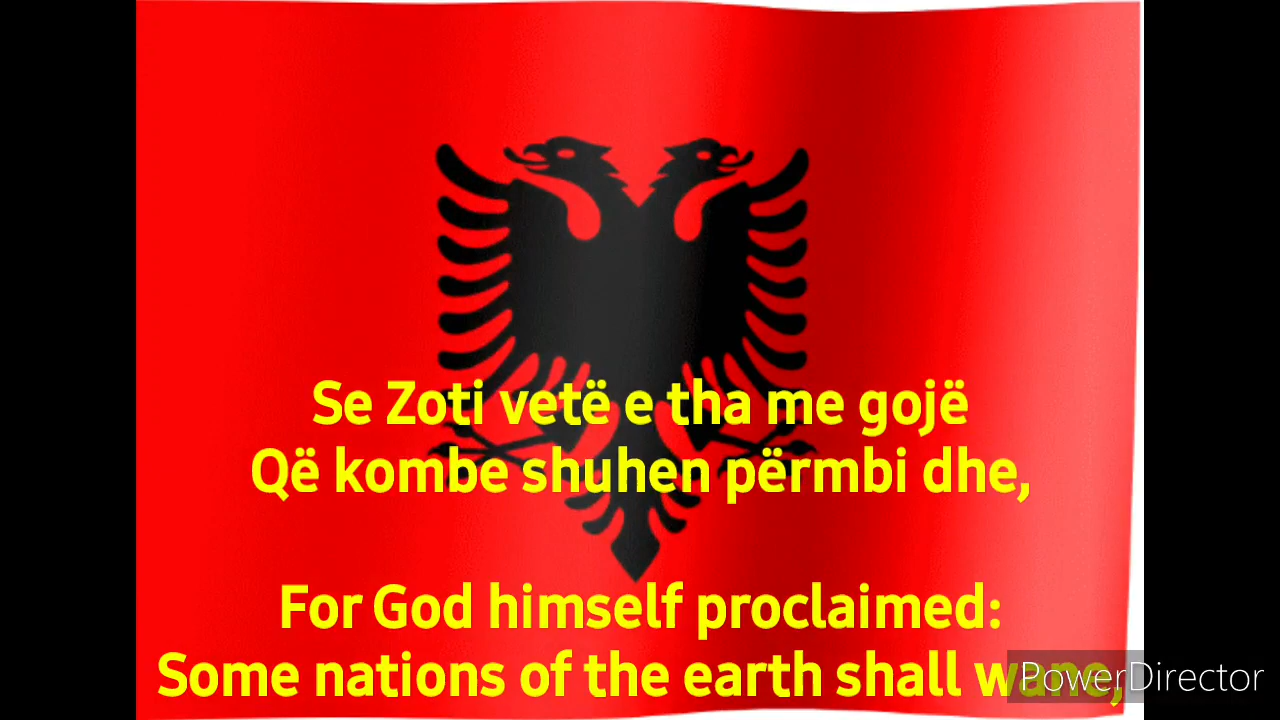 Se Zoti vetë e tha me gojë
Që kombe shuhen përmbi dhe,
For God himself proclaimed:
Some nations of the earth shall wane,
PowerDirector